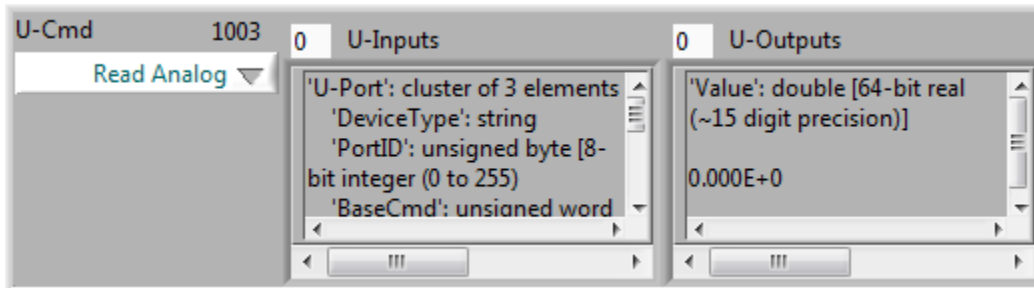 U-Cmd 1003
Read Analog
0 U-Inputs
'U-Port': cluster of 3 elements
'DeviceType': string
'PortID': unsigned byte [8-
bit integer (0 to 255)
'BaseCmd': unsigned word
0 U-Outputs
'Value': double [64-bit real
(~15 digit precision)]
0.000E+0